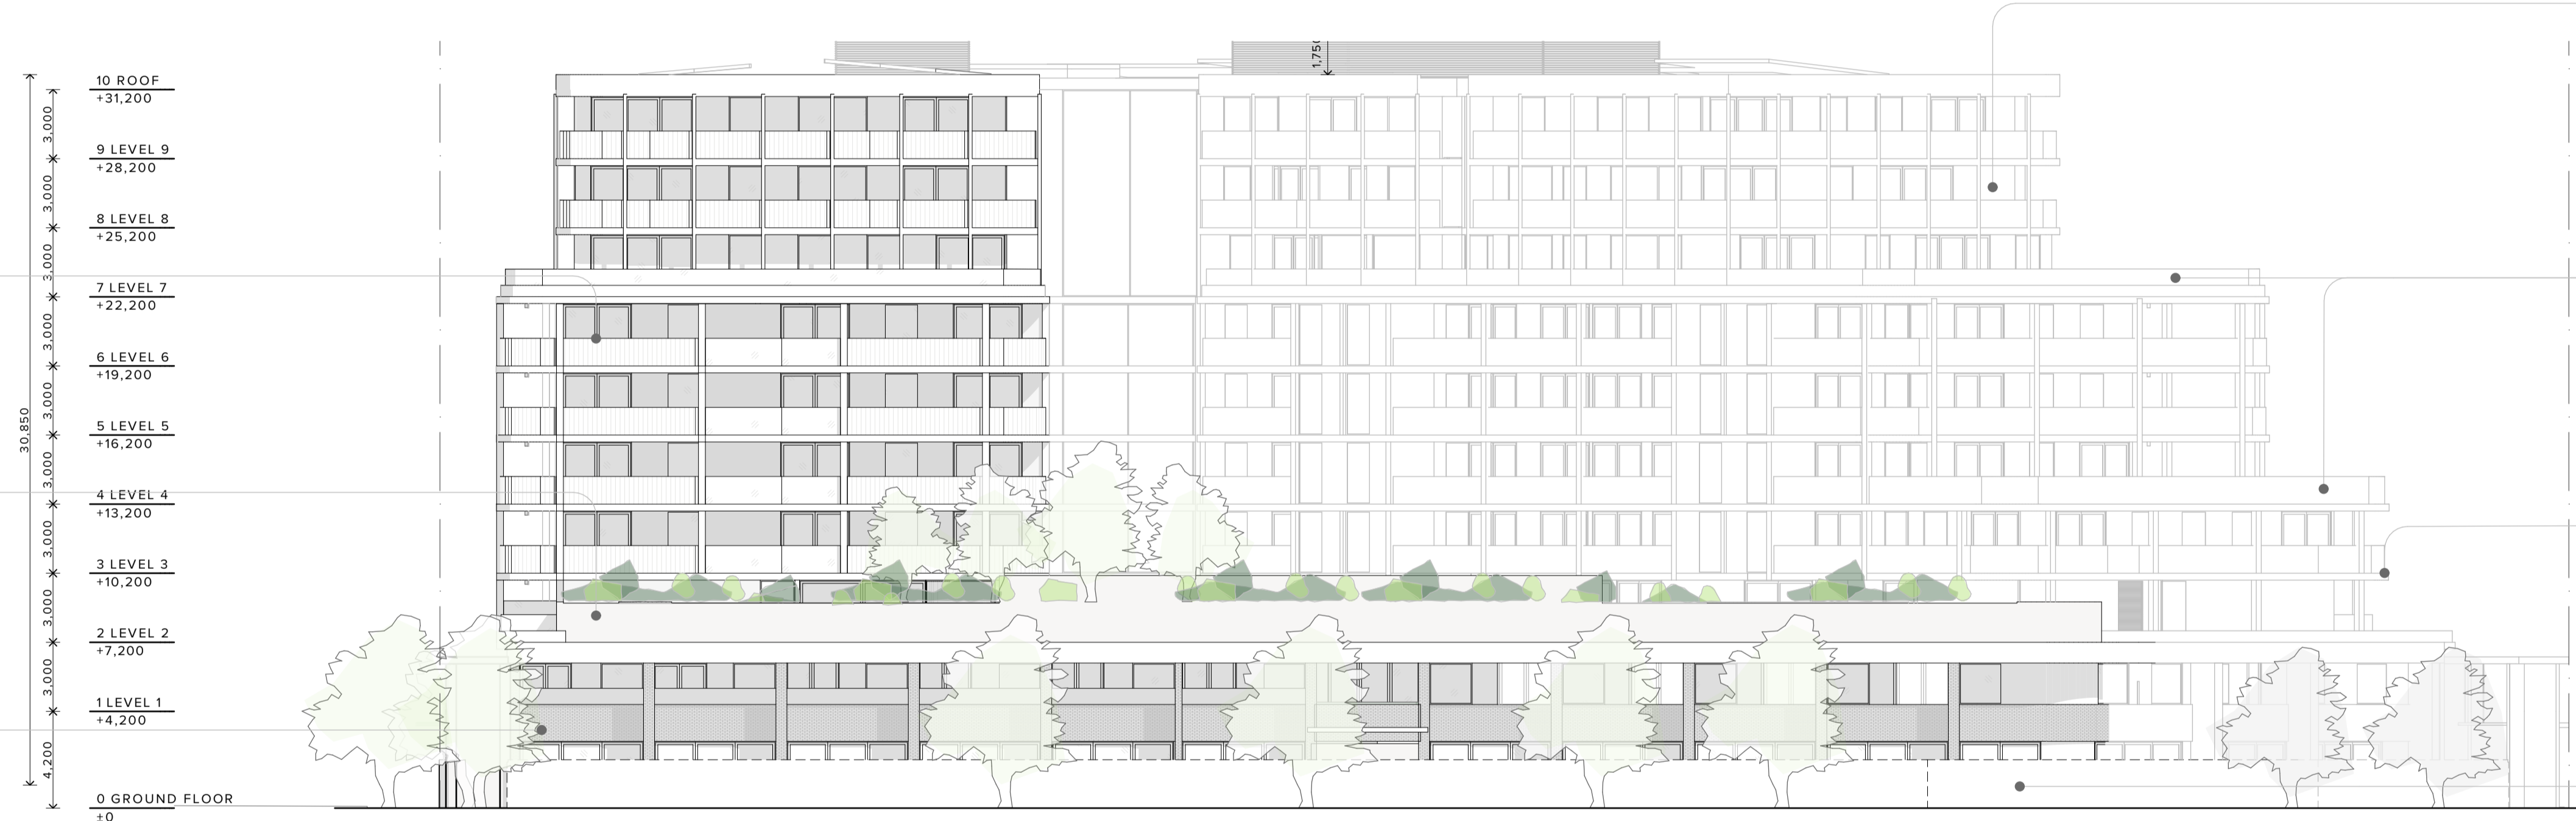 1,750
10 ROOF
+31,200
3,000
9 LEVEL 9
+28,200
3,000
8 LEVEL 8
+25,200
3,000
7 LEVEL 7
+22,200
3,000
6 LEVEL 6
+19,200
3,000
5 LEVEL 5
+16,200
30,850
3,000
4 LEVEL 4
+13,200
3,000
3 LEVEL 3
+10,200
3,000
2 LEVEL 2
+7,200
3,000
1 LEVEL 1
+4,200
4,200
0 GROUND FLOOR
±0